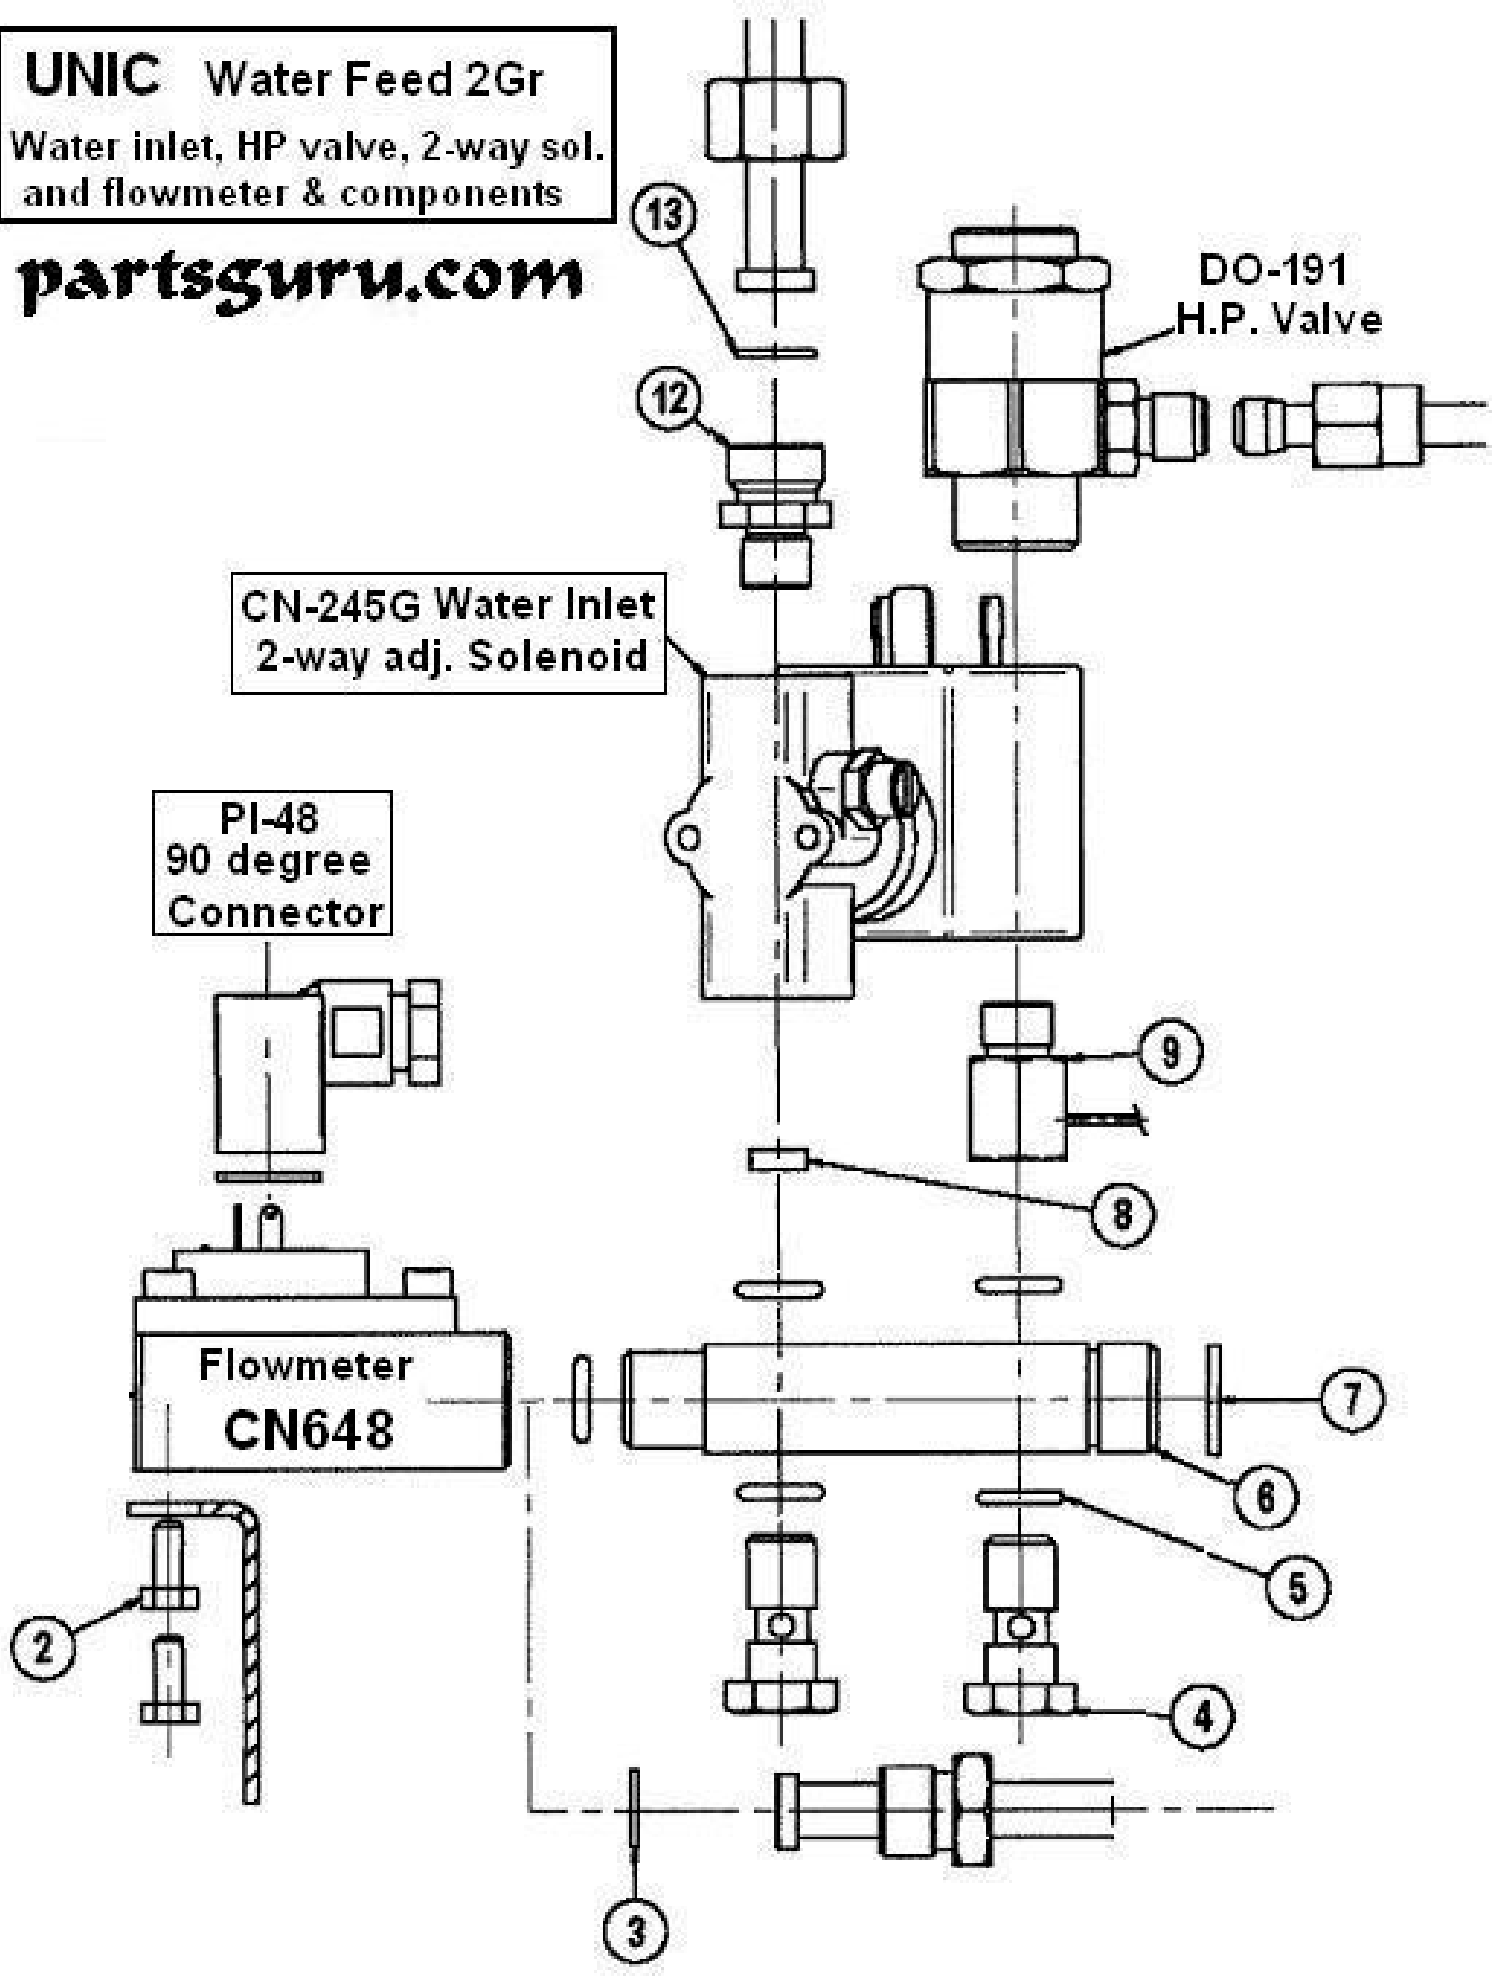 UNIC Water Feed 2Gr
Water inlet, HP valve, 2-way sol.
and flowmeter & components
partsguru.com
13
DO-191
H.P. Valve
12
CN-245G Water Inlet
2-way adj. Solenoid
PI-48
90 degree
Connector
9
8
Flowmeter
CN648
7
6
5
2
4
3